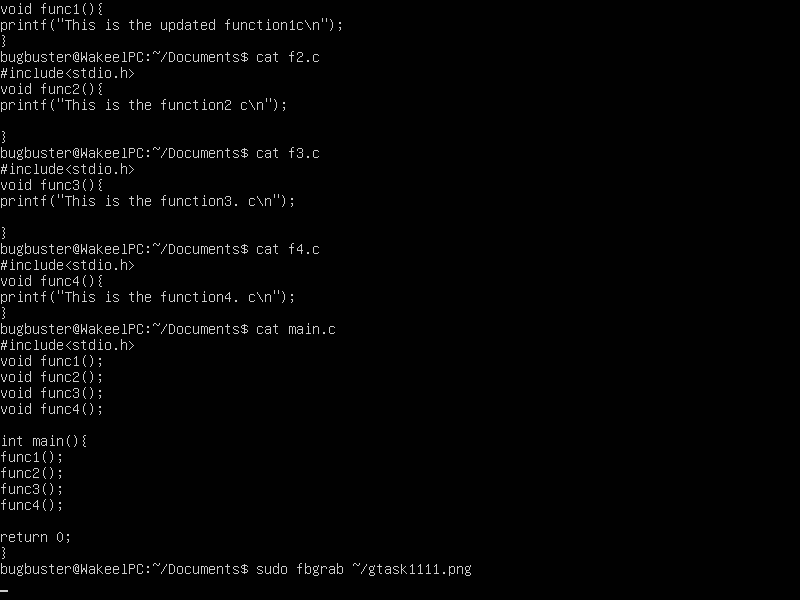 void func1(){
printf("This is the updated function1c\n");
}
bugbuster@WakeelPC:~/Documents$ cat f2.c
#include<stdio.h>
void func2(){
printf("This is the function2 c\n");
}
bugbuster@WakeelPC:~/Documents$ cat f3.c
#include<stdio.h>
void func3(){
printf("This is the function3. c\n");
}
bugbuster@WakeelPC:~/Documents$ cat f4.c
#include<stdio.h>
void func4(){
printf("This is the function4. c\n");
}
bugbuster@WakeelPC:~/Documents$ cat main.c
#include<stdio.h>
void func1();
void func2();
void func3();
void func4();
int main(){
func1();
func2();
func3();
func4();
return 0;
}
bugbuster@WakeelPC:~/Documents$ sudo fbgrab ~/gtask1111.png